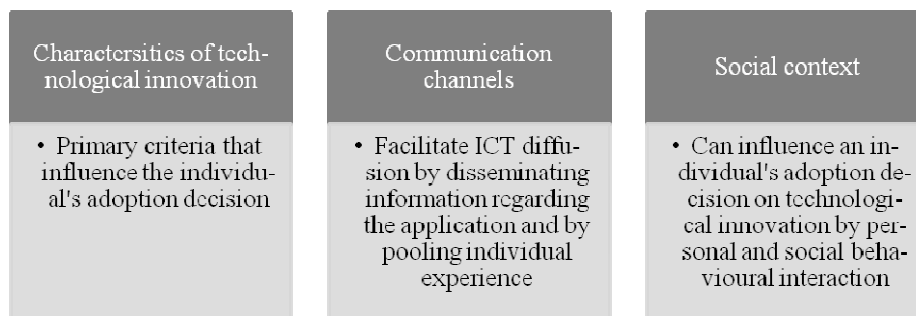 Charactersitics of tech-
nological innovation
• Primary criteria that
influence the individu-
al's adoption decision
Communication
channels
• Facilitate ICT diffu-
sion by disseminating
information regarding
the application and by
pooling individual
experience
Social context
• Can influence an in-
dividual's adoption de-
cision on technologi-
cal innovation by per-
sonal and social beha-
vioural interaction